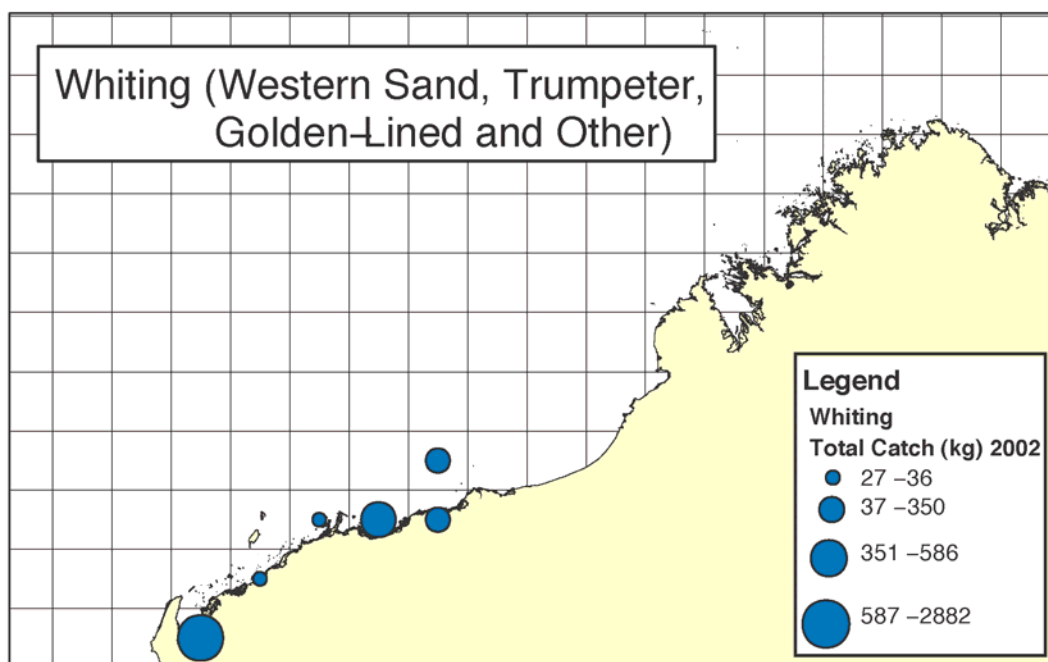 Whiting (Western Sand, Trumpeter,
Golden–Lined and Other)
Legend
Whiting
Total Catch (kg) 2002
27 –36
37 –350
351 –586
587 –2882